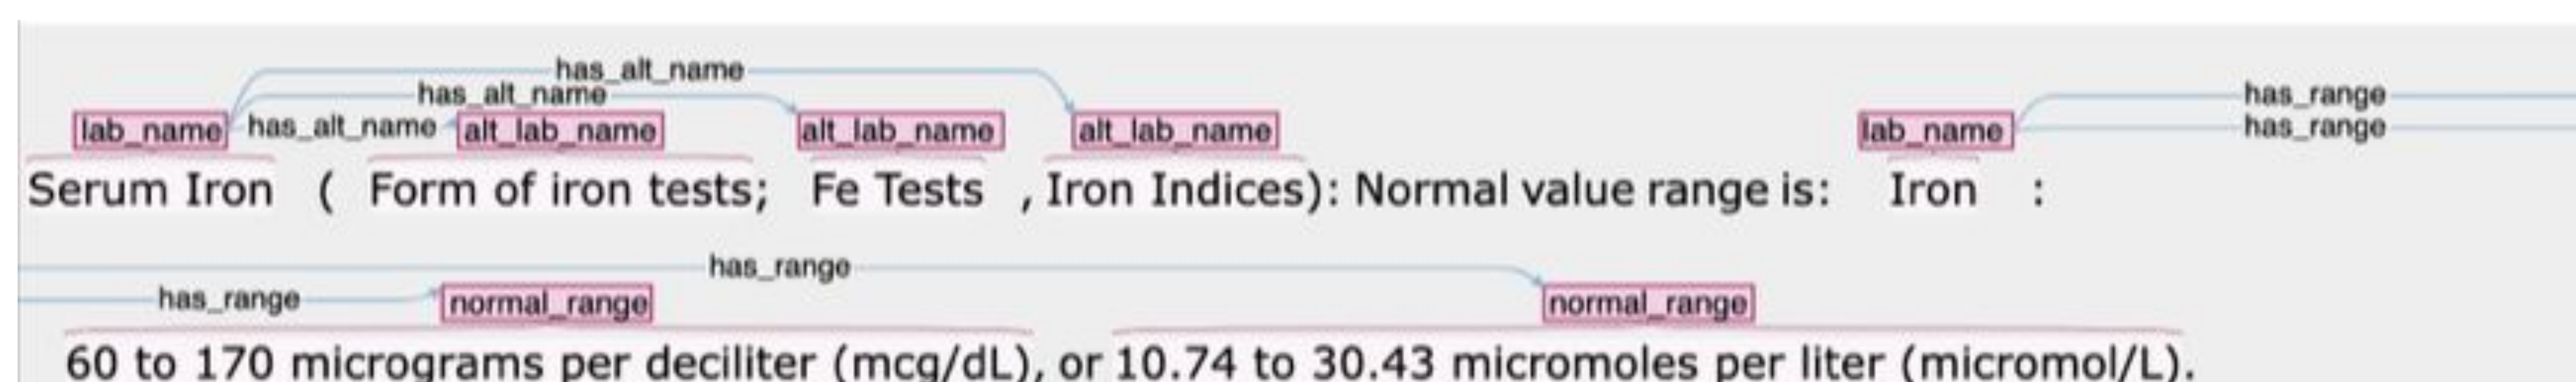 has_alt_name
has_alt_name has_range
lab_name has_alt_name alt_lab_name alt_lab_name alt_lab_name lab_name has_range
Serum Iron ( Form of iron tests; Fe Tests , Iron Indices): Normal value range is: Iron :
has_range
has_range normal_range normal_range
60 to 170 micrograms per deciliter (mcg/dL), or 10.74 to 30.43 micromoles per liter (micromol/L).